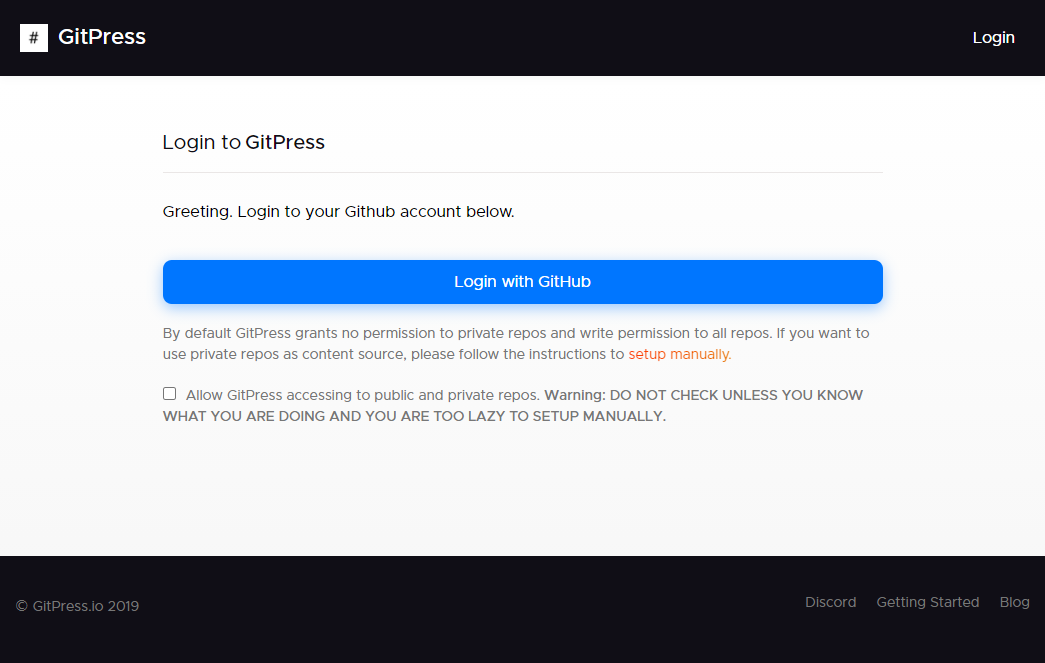 # GitPress
Login
Login to GitPress
Greeting. Login to your Github account below.
Login with GitHub
By default GitPress grants no permission to private repos and write permission to all repos. If you want to
use private repos as content source, please follow the instructions to setup manually.
Allow GitPress accessing to public and private repos. Warning: DO NOT CHECK UNLESS YOU KNOW
WHAT YOU ARE DOING AND YOU ARE TOO LAZY TO SETUP MANUALLY.
© GitPress.io 2019
Discord Getting Started Blog